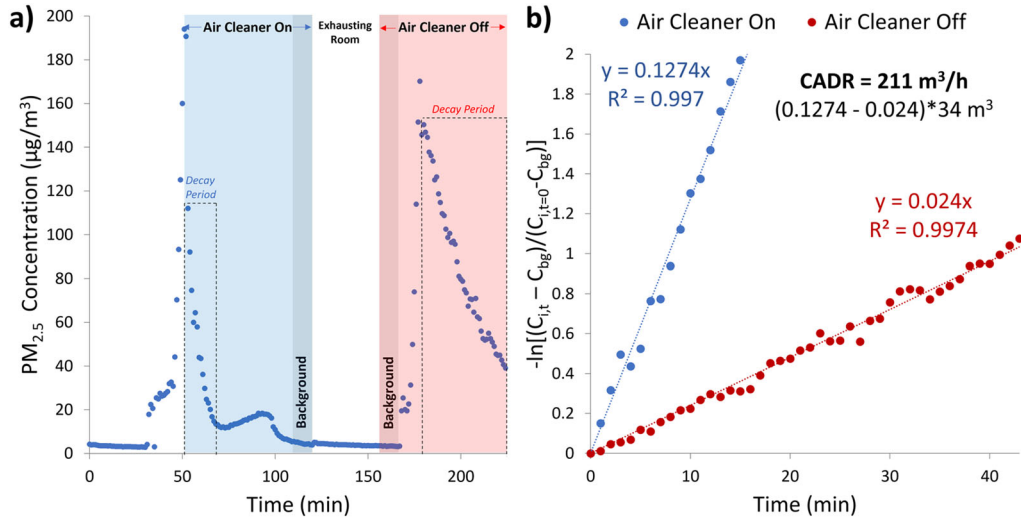 a)
Air Cleaner On
Exhausting
Room
Air Cleaner Off
PM2.5 Concentration (µg/m³)
200
180
160
140
120
100
80
60
40
20
0
Decay
Period
Decay Period
Background
Background
0
50
100
150
200
Time (min)
b)
Air Cleaner On
Air Cleaner Off
-ln[(Ci,t – Cbg)/(Ci,t=0-Cbg)]
2
1.8
1.6
1.4
1.2
1
0.8
0.6
0.4
0.2
0
y = 0.1274x
R² = 0.997
CADR = 211 m³/h
(0.1274 - 0.024)*34 m³
y = 0.024x
R² = 0.9974
0
10
20
30
40
Time (min)